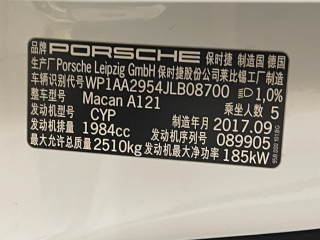 品牌 PORSCHE 保时捷 制造国 德国
生产厂名 Porsche Leipzig GmbH 保时捷股份公司莱比锡工厂制造
车辆识别代号 WP1AA2954JLB08700 1,0%
整车型号 Macan A121 乘坐人数 5
发动机型号 CYP 制造年月 2017.09
发动机排量 1984cc 发动机序列号 089905
最大允许总质量 2510kg 发动机最大净功率 185kW